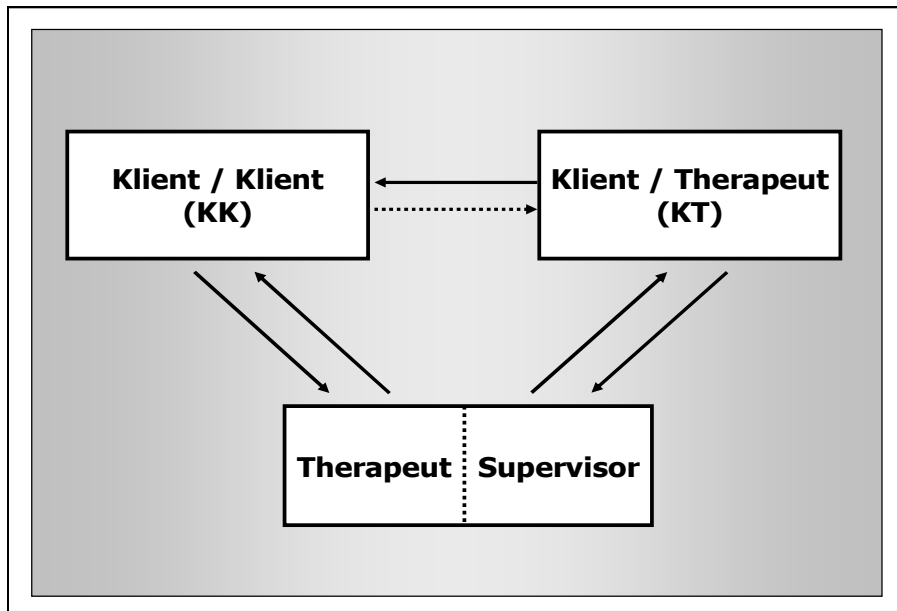 Klient / Klient
(KK)
Klient / Therapeut
(KT)
Therapeut
Supervisor